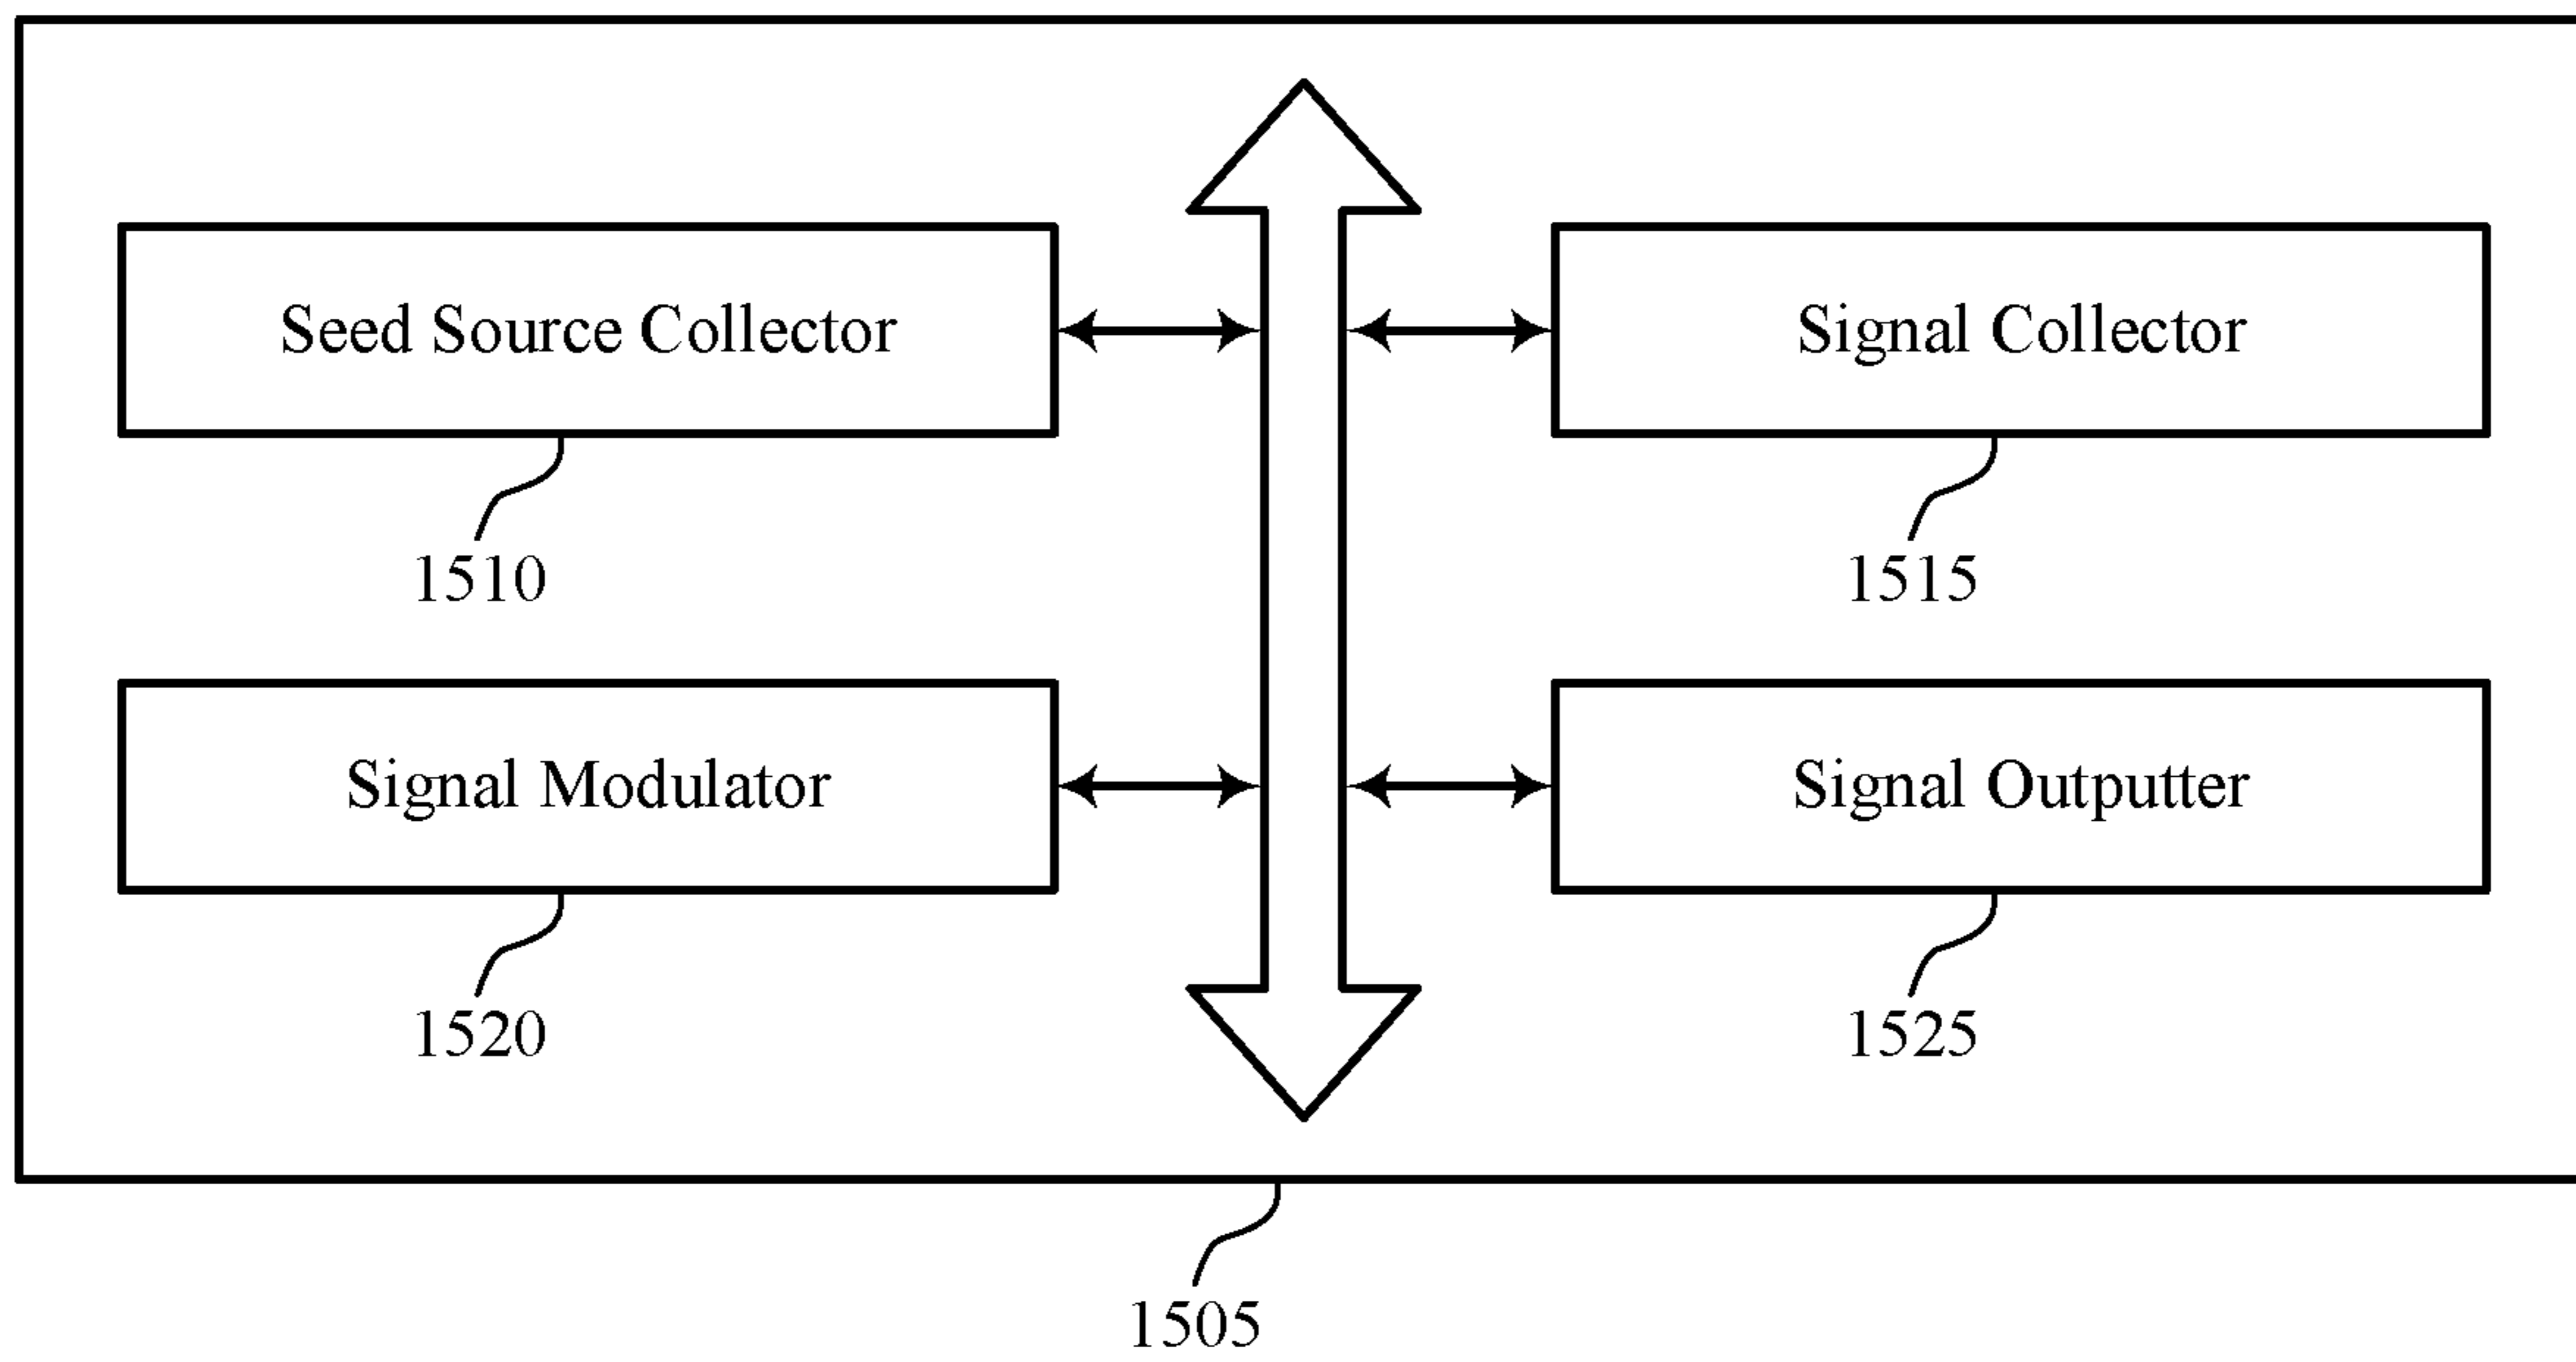 Seed Source Collector
Signal Collector
1510
1515
Signal Modulator
Signal Outputter
1520
1525
1505